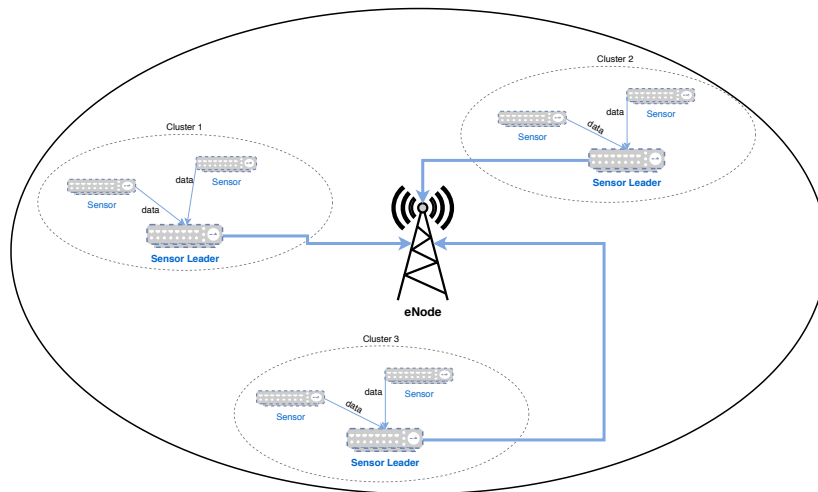 Cluster 2
data
data
Sensor
Sensor
Sensor Leader
Cluster 1
data
Sensor
Sensor
data
Sensor Leader
eNode
Cluster 3
data
Sensor
Sensor
data
Sensor Leader